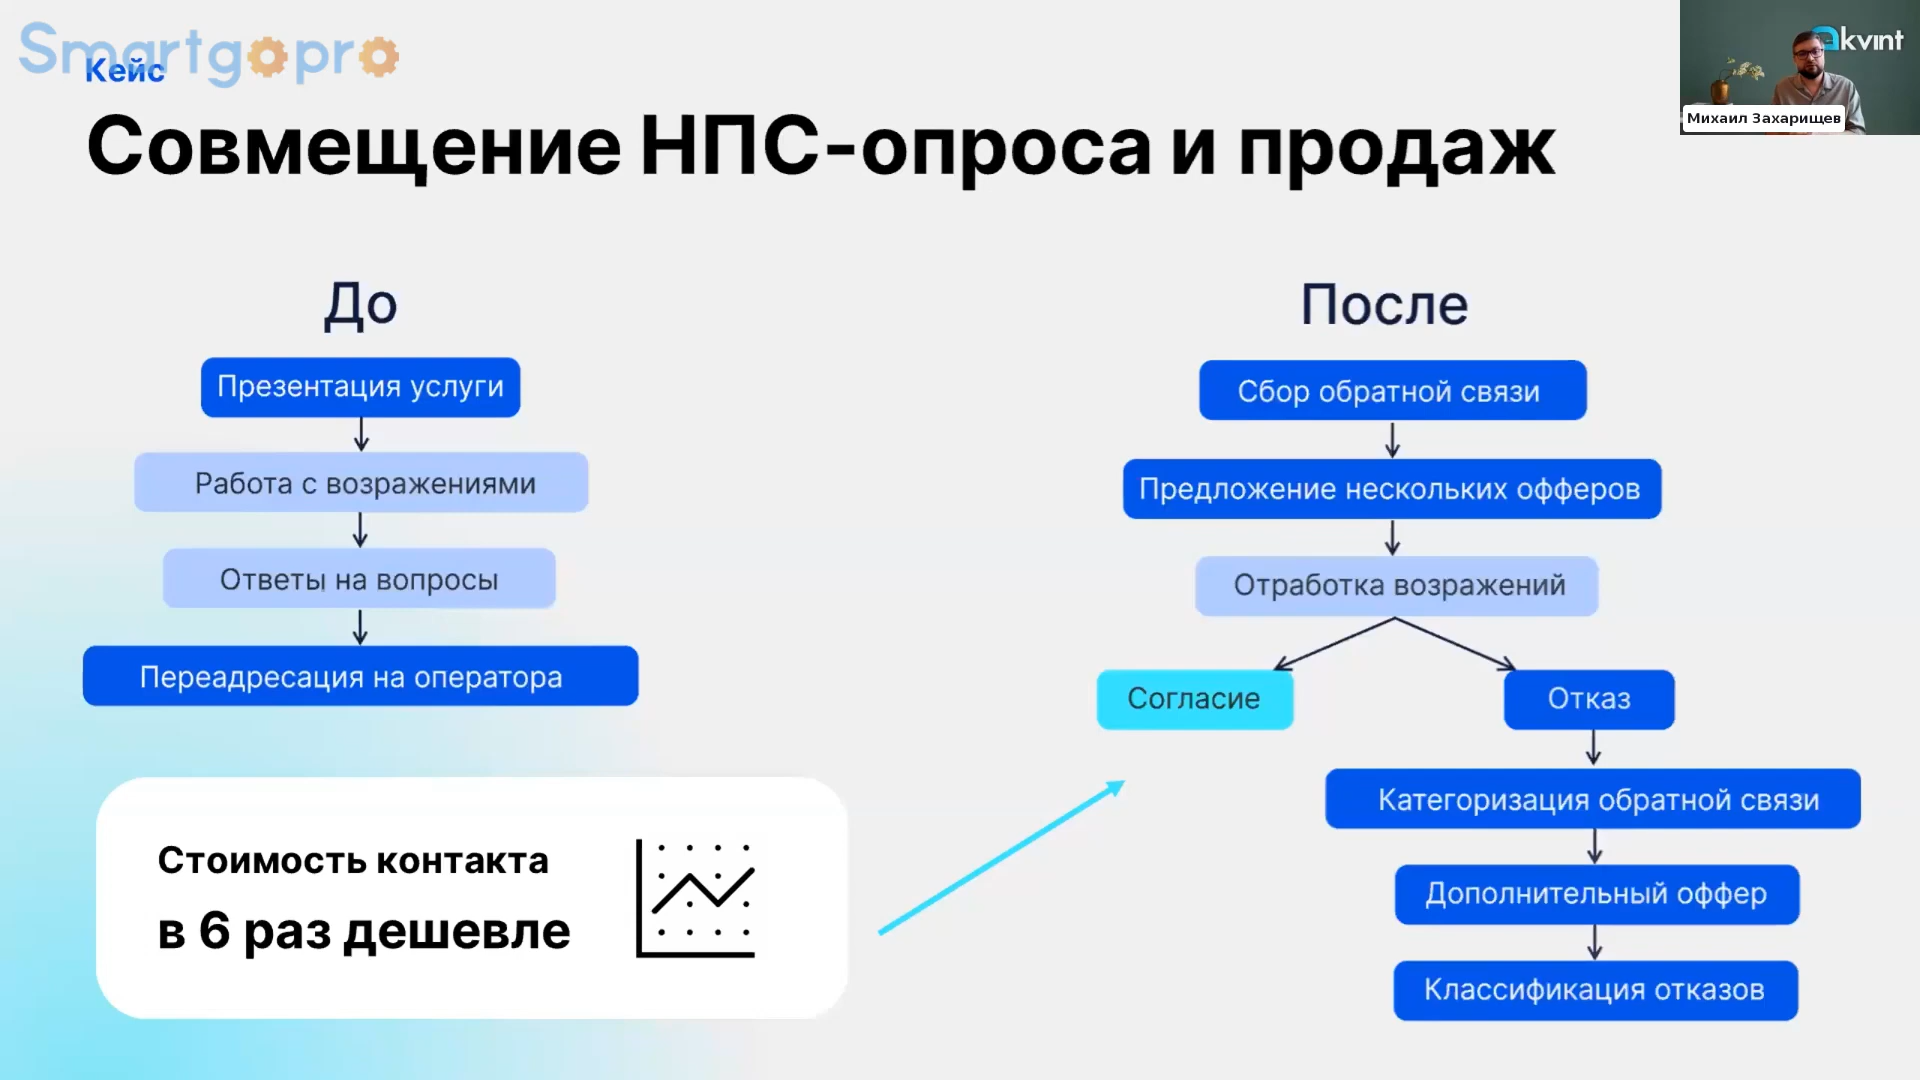 Smartgopro
Кейс
kvint
Михаил Захарищев
Совмещение НПС-опроса и продаж
До
Презентация услуги
Работа с возражениями
Ответы на вопросы
Переадресация на оператора
Стоимость контакта
в 6 раз дешевле
После
Сбор обратной связи
Предложение нескольких офферов
Отработка возражений
Согласие
Отказ
Категоризация обратной связи
Дополнительный оффер
Классификация отказов